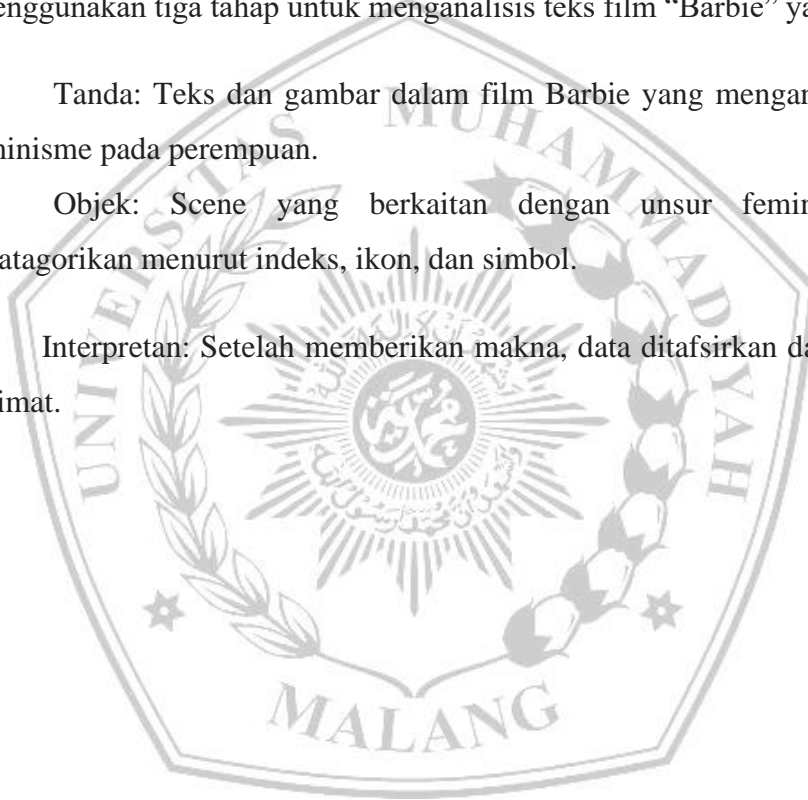 enggunakan tiga tahap untuk menganalisis teks film “Barbie” ya
Tanda: Teks dan gambar dalam film Barbie yang mengan
ninisme pada perempuan.
Objek: Scene yang berkaitan dengan unsur femin
atagorikan menurut indeks, ikon, dan simbol.
Interpretan: Setelah memberikan makna, data ditafsirkan da
imat.
UNIVERSITAS MUHAMMADIYAH
MALANG